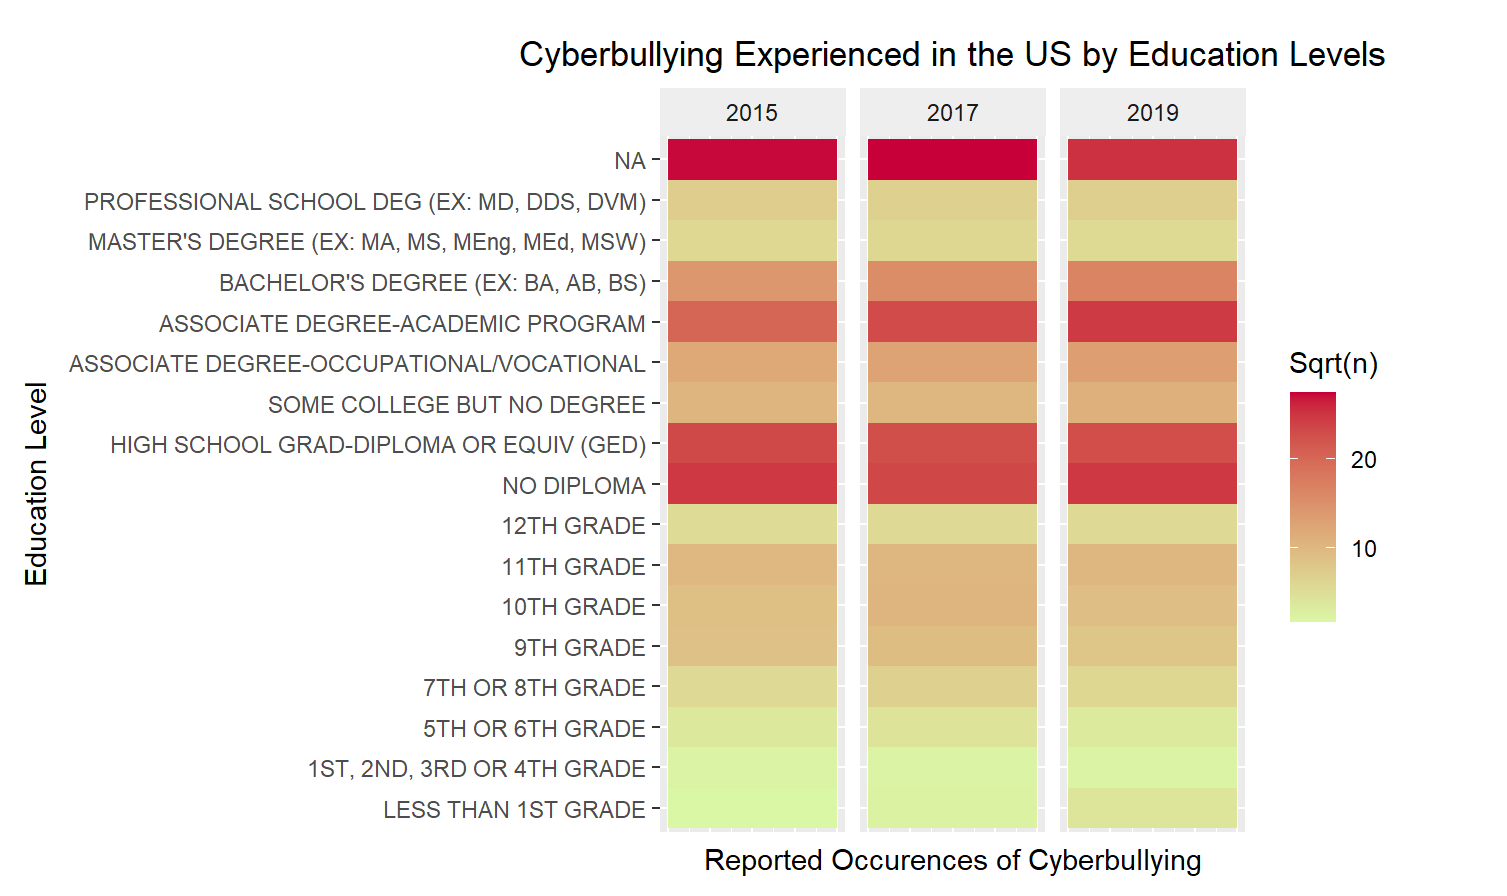 Cyberbullying Experienced in the US by Education Levels
2015 2017 2019
NA
PROFESSIONAL SCHOOL DEG (EX: MD, DDS, DVM)
MASTER'S DEGREE (EX: MA, MS, MEng, MEd, MSW)
BACHELOR'S DEGREE (EX: BA, AB, BS)
ASSOCIATE DEGREE-ACADEMIC PROGRAM
ASSOCIATE DEGREE-OCCUPATIONAL/VOCATIONAL
SOME COLLEGE BUT NO DEGREE
HIGH SCHOOL GRAD-DIPLOMA OR EQUIV (GED)
NO DIPLOMA
12TH GRADE
11TH GRADE
10TH GRADE
9TH GRADE
7TH OR 8TH GRADE
5TH OR 6TH GRADE
1ST, 2ND, 3RD OR 4TH GRADE
LESS THAN 1ST GRADE
Education Level
Reported Occurences of Cyberbullying
Sqrt(n)
20
10